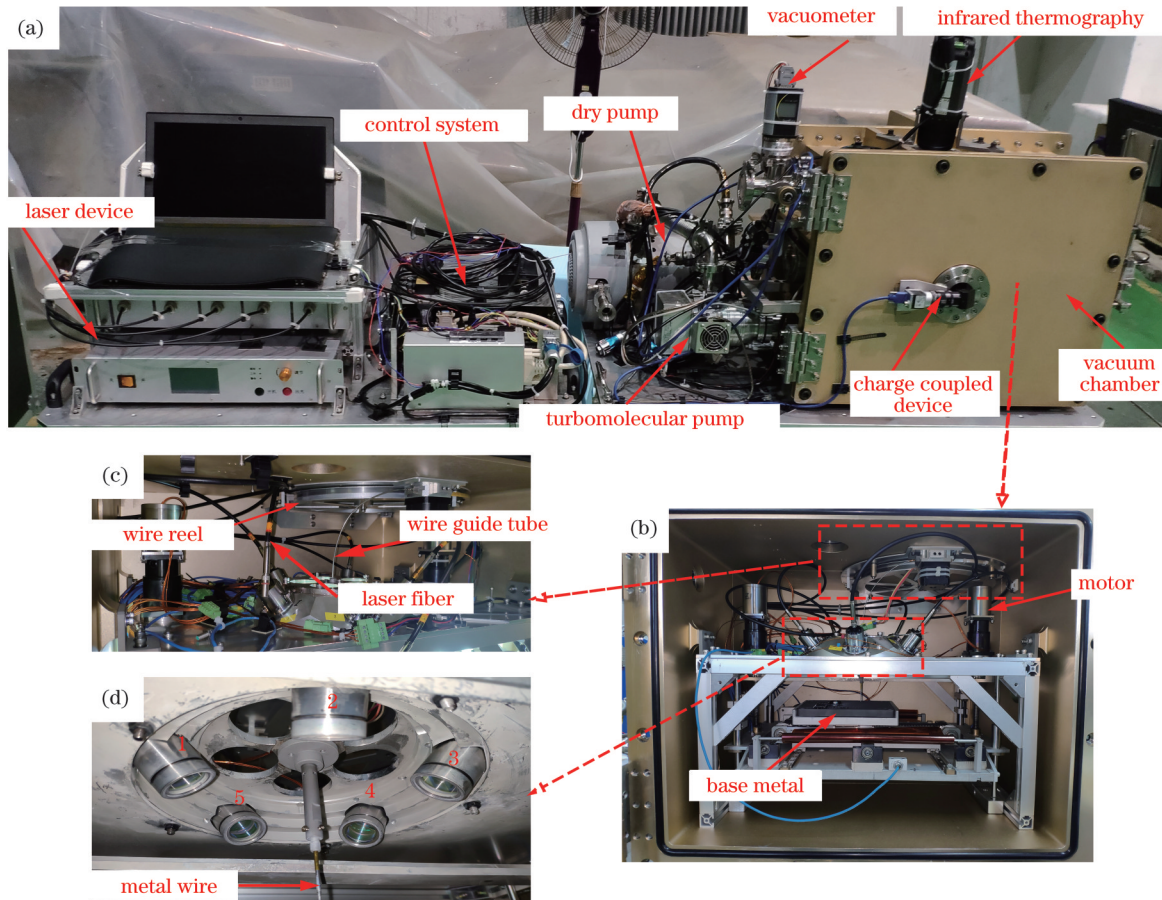 (a)
vacuometer
infrared thermography
dry pump
control system
laser device
vacuum
chamber
charge coupled
device
turbomolecular pump
(c)
wire reel
wire guide tube
laser fiber
(b)
motor
base metal
(d)
2
1
3
5
4
metal wire